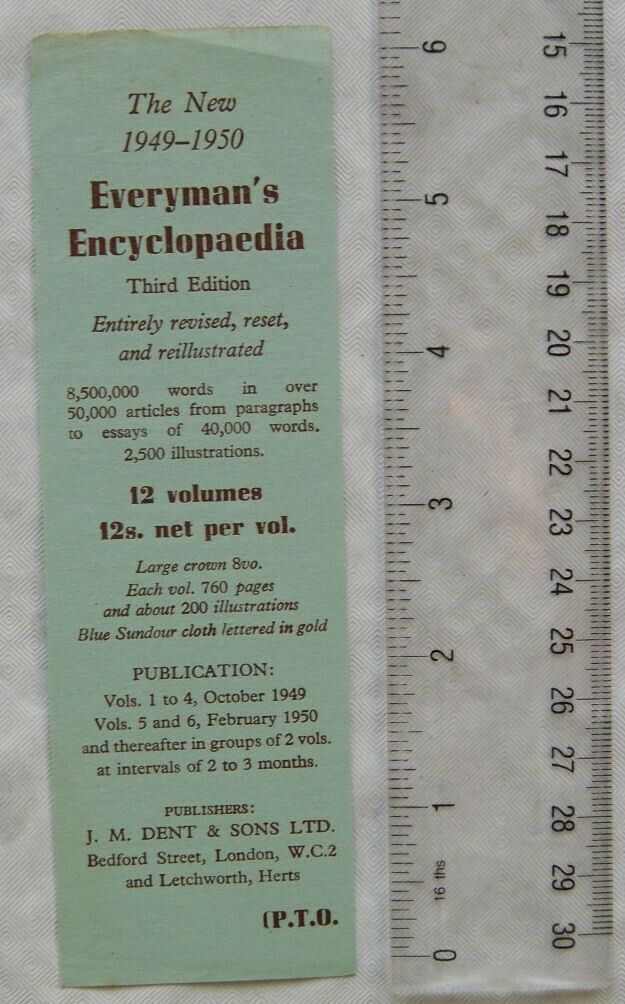 The New
1949–1950
Everyman's
Encyclopaedia
Third Edition
Entirely revised, reset,
and reillustrated
8,500,000 words in over
50,000 articles from paragraphs
to essays of 40,000 words.
2,500 illustrations.
12 volumes
12s. net per vol.
Large crown 8vo.
Each vol. 760 pages
and about 200 illustrations
Blue Sundour cloth lettered in gold
PUBLICATION:
Vols. 1 to 4, October 1949
Vols. 5 and 6, February 1950
and thereafter in groups of 2 vols.
at intervals of 2 to 3 months.
PUBLISHERS:
J. M. DENT & SONS LTD.
Bedford Street, London, W.C.2
and Letchworth, Herts
(P.T.O.
6
5
4
3
2
1
16 ths
0
15
16
17
18
19
20
21
22
23
24
25
26
27
28
29
30